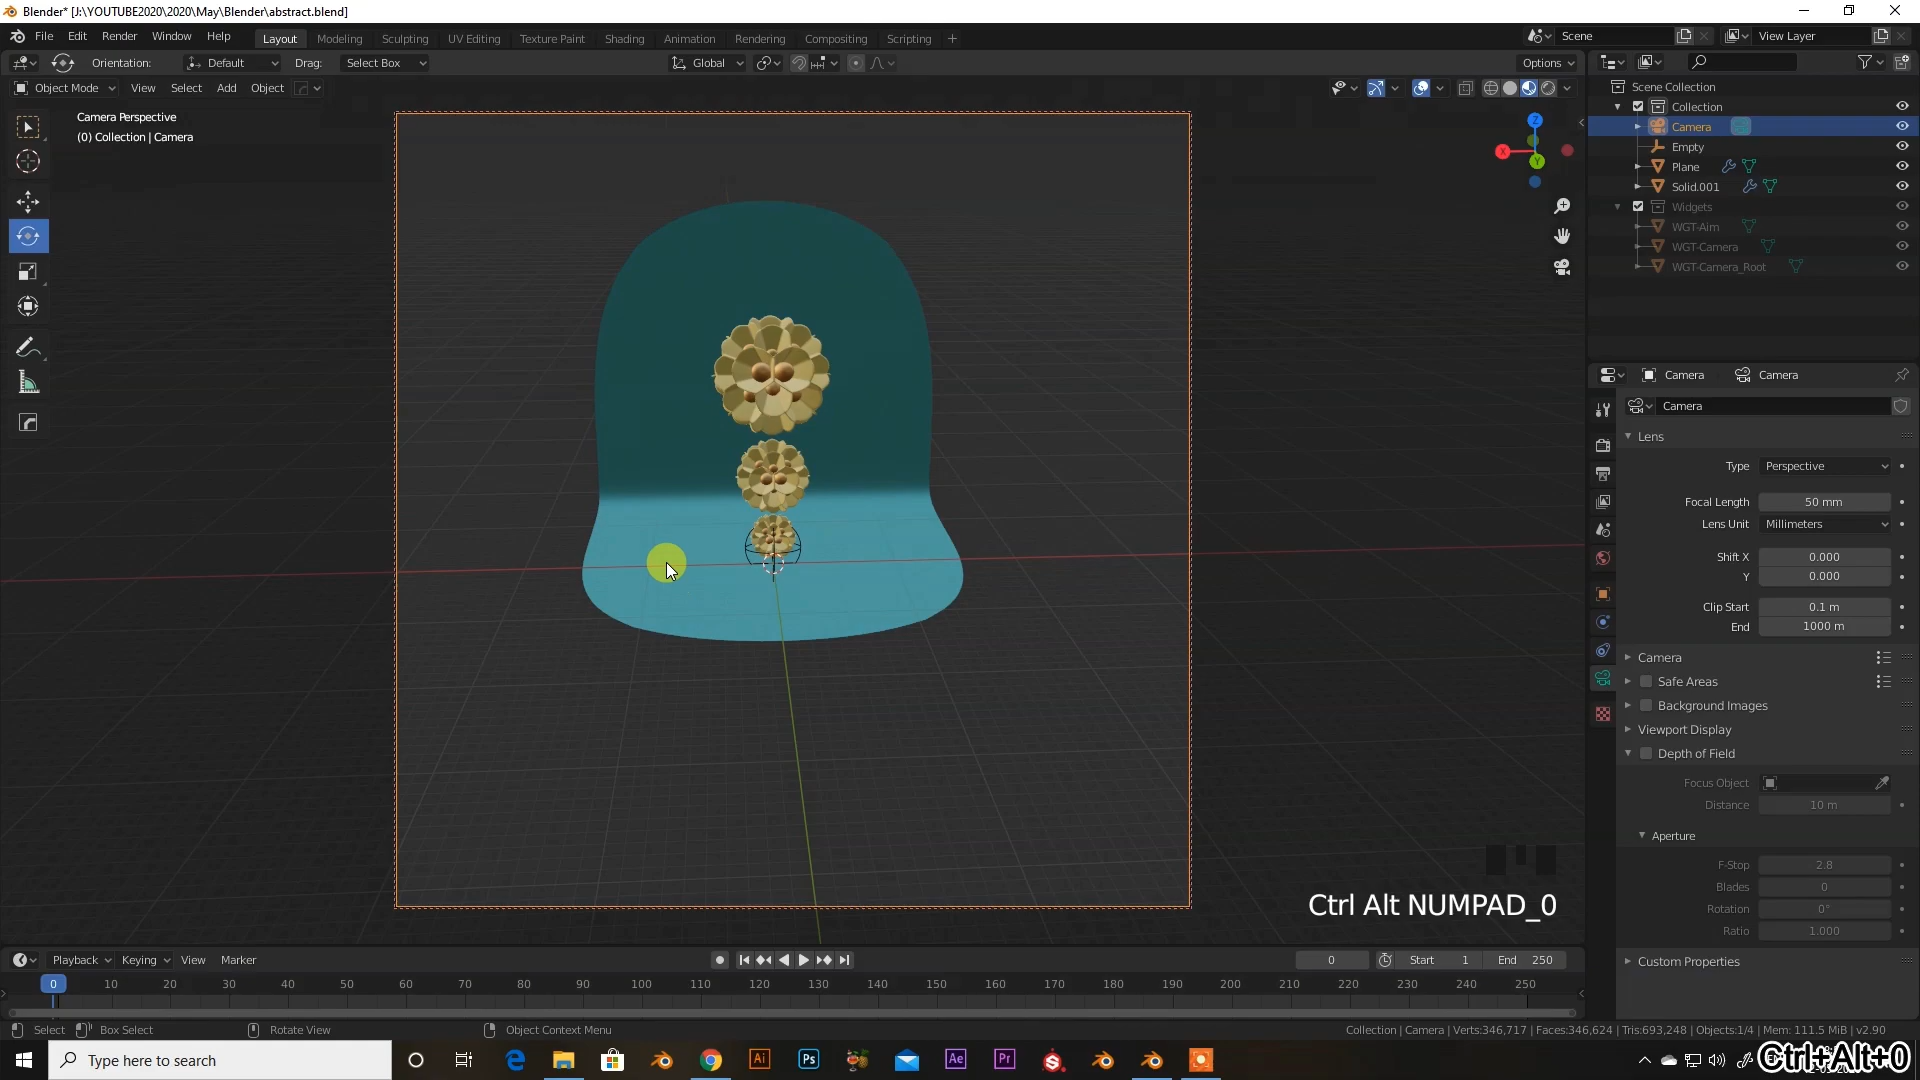 Blender* [J:\YOUTUBE2020\2020\May\Blender\abstract.blend]
File Edit Render Window Help Layout Modeling Sculpting UV Editing Texture Paint Shading Animation Rendering Compositing Scripting + Scene View Layer
Orientation: Default Drag: Select Box Global Options
Object Mode View Select Add Object
Camera Perspective
(0) Collection | Camera
Z
X
Y
Scene Collection
Collection
Camera
Empty
Plane
Solid.001
Widgets
WGT-Aim
WGT-Camera
WGT-Camera_Root
Camera Camera
Camera
Lens
Type Perspective
Focal Length 50 mm
Lens Unit Millimeters
Shift X 0.000
Y 0.000
Clip Start 0.1 m
End 1000 m
Camera
Safe Areas
Background Images
Viewport Display
Depth of Field
Focus Object
Distance 10 m
Aperture
F-Stop 2.8
Blades 0
Rotation 0°
Ratio 1.000
Custom Properties
Ctrl Alt NUMPAD_0
Playback Keying View Marker 0 Start 1 End 250
0 10 20 30 40 50 60 70 80 90 100 110 120 130 140 150 160 170 180 190 200 210 220 230 240 250
Select Box Select Rotate View Object Context Menu Collection | Camera | Verts:346,717 | Faces:346,624 | Tris:693,248 | Objects:1/4 | Mem: 111.5 MiB | v2.90
Type here to search Ai Ps Ae Pr
Ctrl+Alt+0